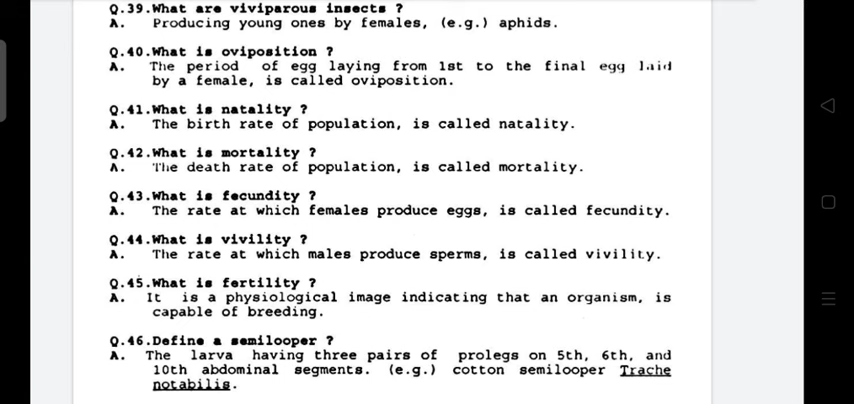 Q.39.What are viviparous insects ?
A. Producing young ones by females, (e.g.) aphids.
Q.40.What is oviposition ?
A. The period of egg laying from 1st to the final egg laid
by a female, is called oviposition.
Q.41.What is natality ?
A. The birth rate of population, is called natality.
Q.42.What is mortality ?
A. The death rate of population, is called mortality.
Q.43.What is fecundity ?
A. The rate at which females produce eggs, is called fecundity.
Q.44.What is vivility ?
A. The rate at which males produce sperms, is called vivility.
Q.45.What is fertility ?
A. It is a physiological image indicating that an organism, is
capable of breeding.
Q.46.Define a semilooper ?
A. The larva having three pairs of prolegs on 5th, 6th, and
10th abdominal segments. (e.g.) cotton semilooper Trache
notabilis.